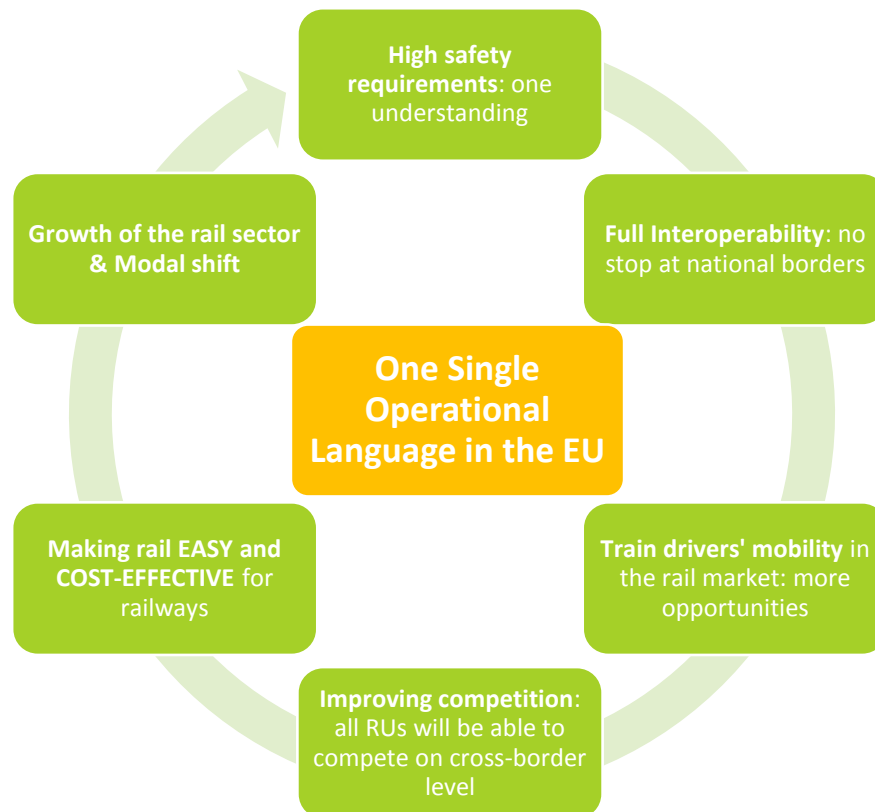 High safety
requirements: one
understanding
Full Interoperability: no
stop at national borders
Train drivers' mobility in
the rail market: more
opportunities
Improving competition:
all RUs will be able to
compete on cross-border
level
Making rail EASY and
COST-EFFECTIVE for
railways
Growth of the rail sector
& Modal shift
One Single
Operational
Language in the EU